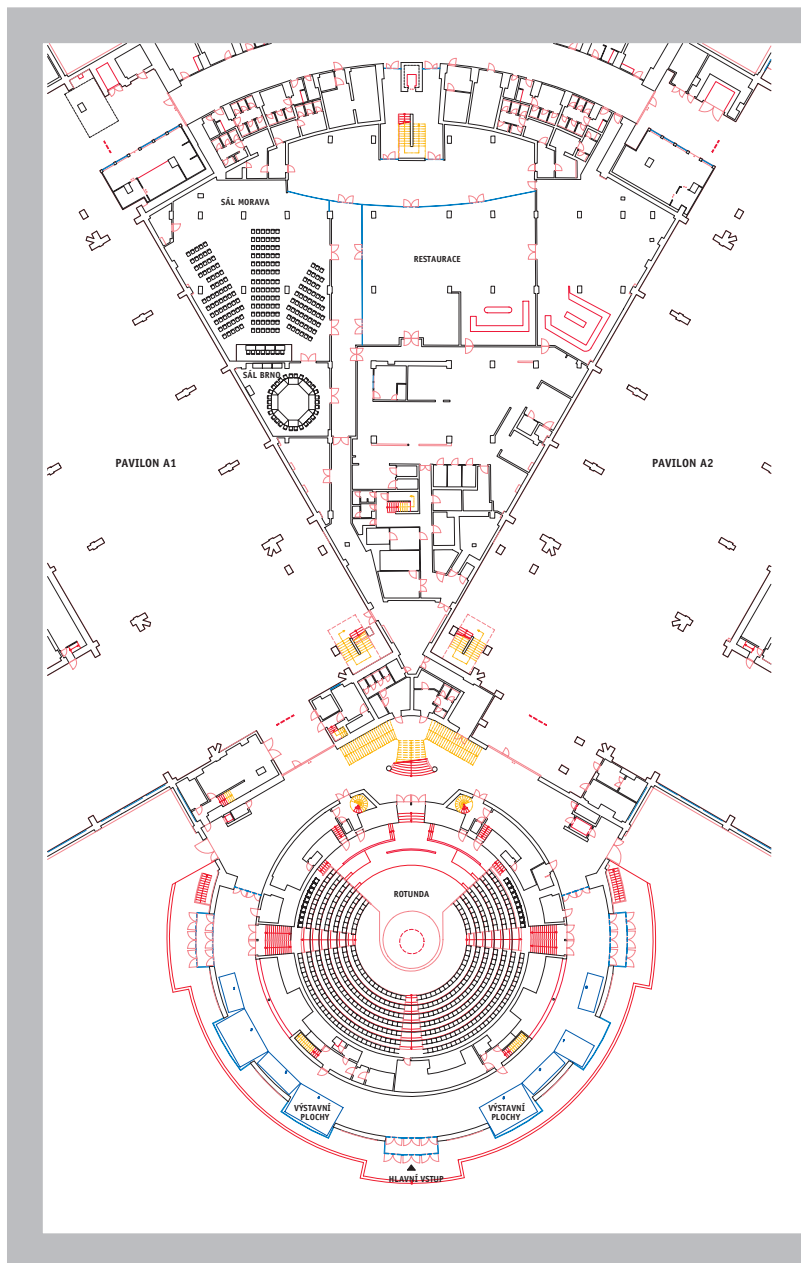 SÁL MORAVA
RESTAURACE
SÁL BRNO
PAVILON A1
PAVILON A2
ROTUNDA
VÝSTAVNÍ
PLOCHY
VÝSTAVNÍ
PLOCHY
HLAVNÍ VSTUP